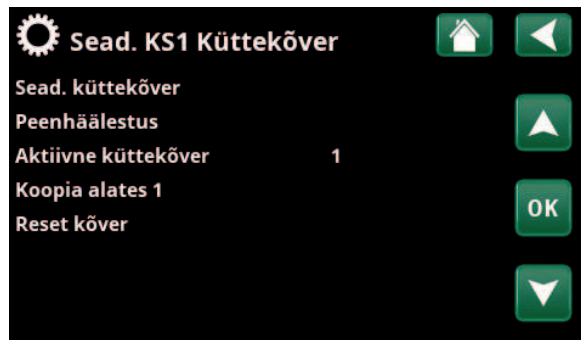 Sead. KS1 Küttekõver
Sead. küttekõver
Peenhäälestus
Aktiivne küttekõver 1
Koopia alates 1
Reset kõver
OK